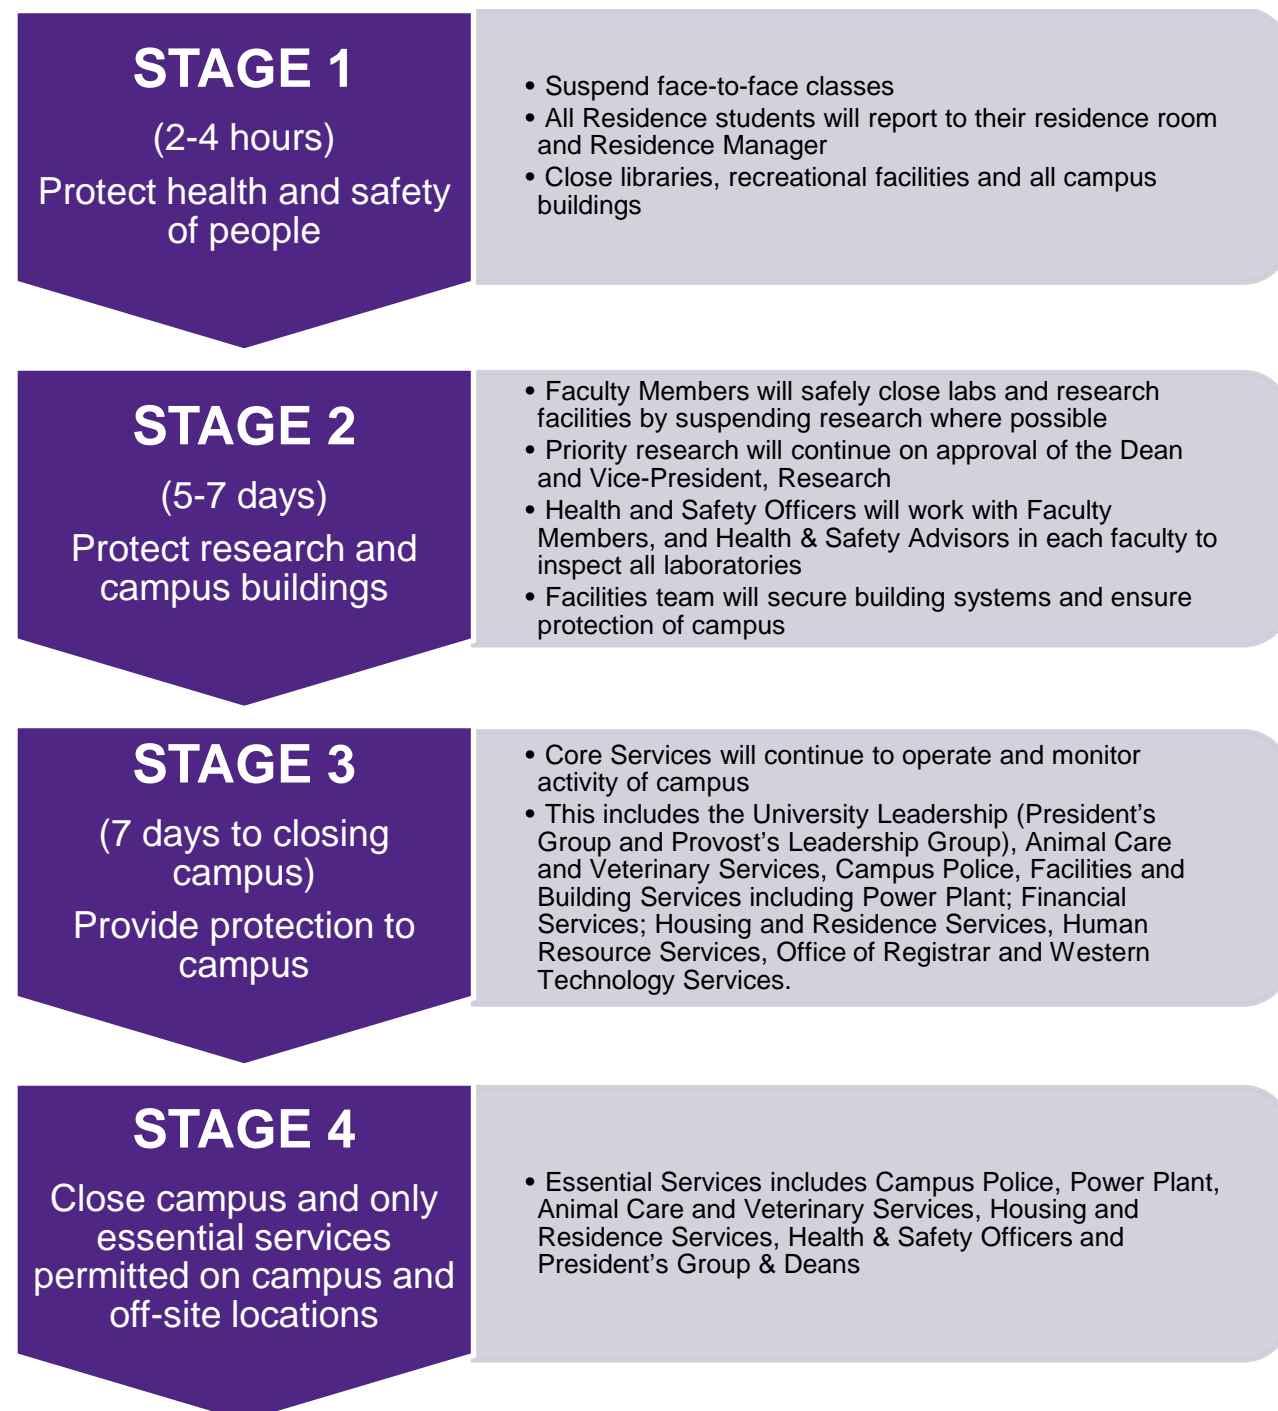 STAGE 1
(2-4 hours)
Protect health and safety
of people
• Suspend face-to-face classes
• All Residence students will report to their residence room
and Residence Manager
• Close libraries, recreational facilities and all campus
buildings
STAGE 2
(5-7 days)
Protect research and
campus buildings
• Faculty Members will safely close labs and research
facilities by suspending research where possible
• Priority research will continue on approval of the Dean
and Vice-President, Research
• Health and Safety Officers will work with Faculty
Members, and Health & Safety Advisors in each faculty to
inspect all laboratories
• Facilities team will secure building systems and ensure
protection of campus
STAGE 3
(7 days to closing
campus)
Provide protection to
campus
• Core Services will continue to operate and monitor
activity of campus
• This includes the University Leadership (President's
Group and Provost's Leadership Group), Animal Care
and Veterinary Services, Campus Police, Facilities and
Building Services including Power Plant; Financial
Services; Housing and Residence Services, Human
Resource Services, Office of Registrar and Western
Technology Services.
STAGE 4
Close campus and only
essential services
permitted on campus and
off-site locations
• Essential Services includes Campus Police, Power Plant,
Animal Care and Veterinary Services, Housing and
Residence Services, Health & Safety Officers and
President's Group & Deans